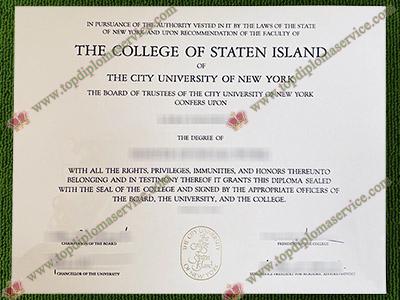 IN PURSUANCE OF THE AUTHORITY VESTED IN IT BY THE LAWS OF THE STATE
OF NEW YORK AND UPON RECOMMENDATION OF THE FACULTY OF
THE COLLEGE OF STATEN ISLAND
OF
THE CITY UNIVERSITY OF NEW YORK
THE BOARD OF TRUSTEES OF THE CITY UNIVERSITY OF NEW YORK
CONFERS UPON
THE DEGREE OF
WITH ALL THE RIGHTS, PRIVILEGES, IMMUNITIES, AND HONORS THEREUNTO
BELONGING AND IN TESTIMONY THEREOF IT GRANTS THIS DIPLOMA SEALED
WITH THE SEAL OF THE COLLEGE AND SIGNED BY THE APPROPRIATE OFFICERS OF
THE BOARD, THE UNIVERSITY, AND THE COLLEGE.
CHAIRPERSON OF THE BOARD
PRESIDENT OF THE COLLEGE
CHANCELLOR OF THE UNIVERSITY
www.topdiplomaservice.com